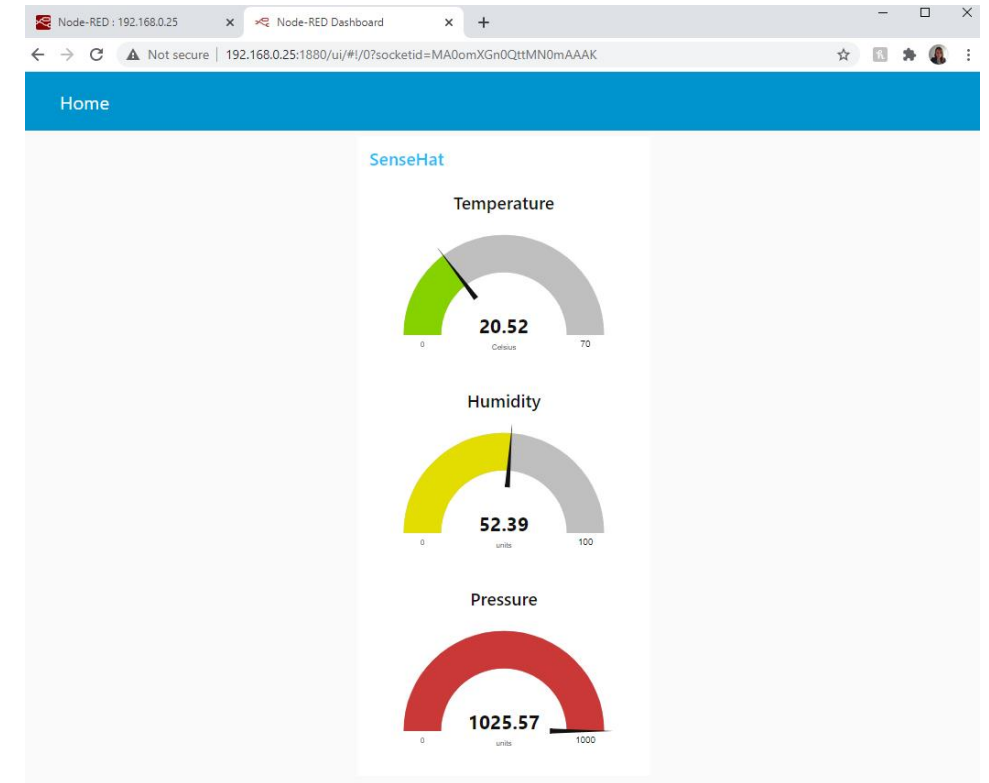 Node-RED : 192.168.0.25
Node-RED Dashboard
Not secure | 192.168.0.25:1880/ui/#!/0?socketid=MA0omXGn0QttMN0mAAAK
Home
SenseHat
Temperature
20.52
0 Celsius 70
Humidity
52.39
0 units 100
Pressure
1025.57
0 units 1000